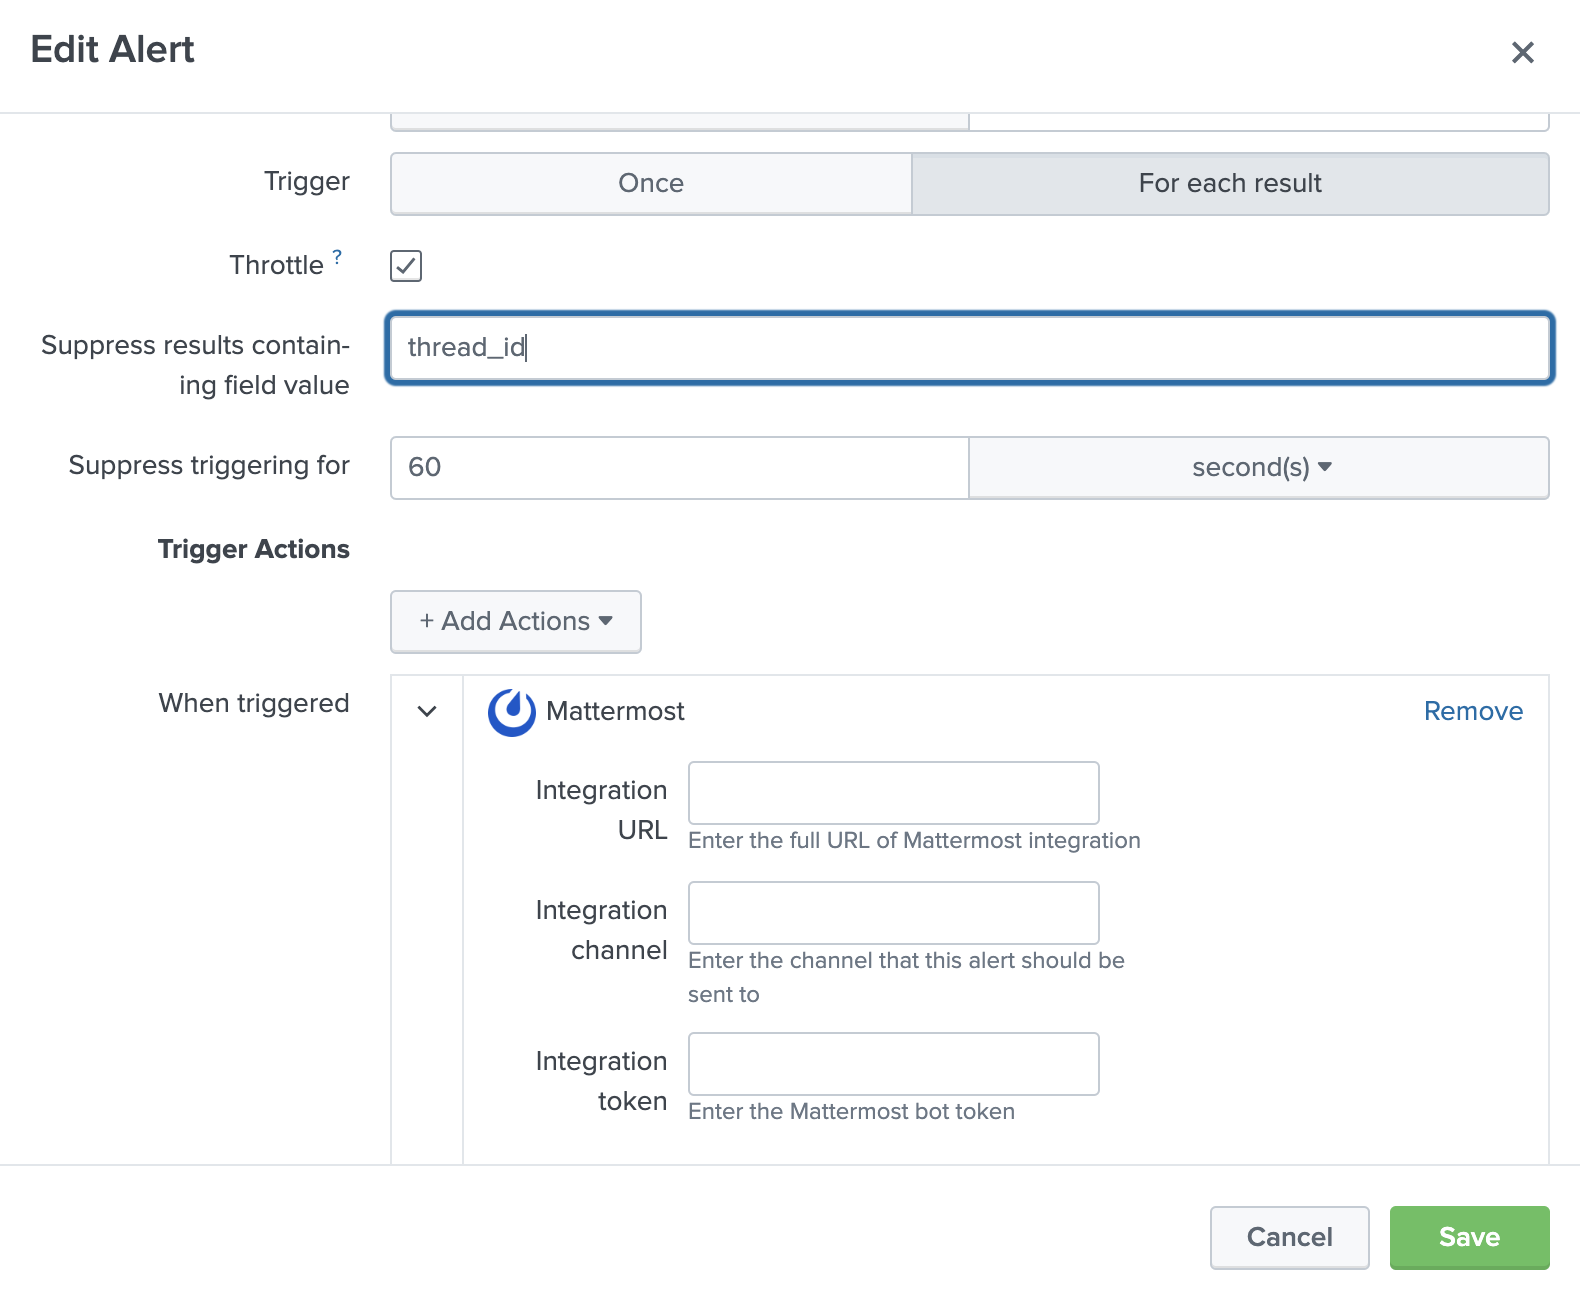 Edit Alert
Trigger
Once
For each result
Throttle ?
Suppress results contain-
ing field value
thread_id
Suppress triggering for
60
second(s)
Trigger Actions
+ Add Actions
When triggered
Mattermost
Remove
Integration
URL
Enter the full URL of Mattermost integration
Integration
channel
Enter the channel that this alert should be
sent to
Integration
token
Enter the Mattermost bot token
Cancel
Save